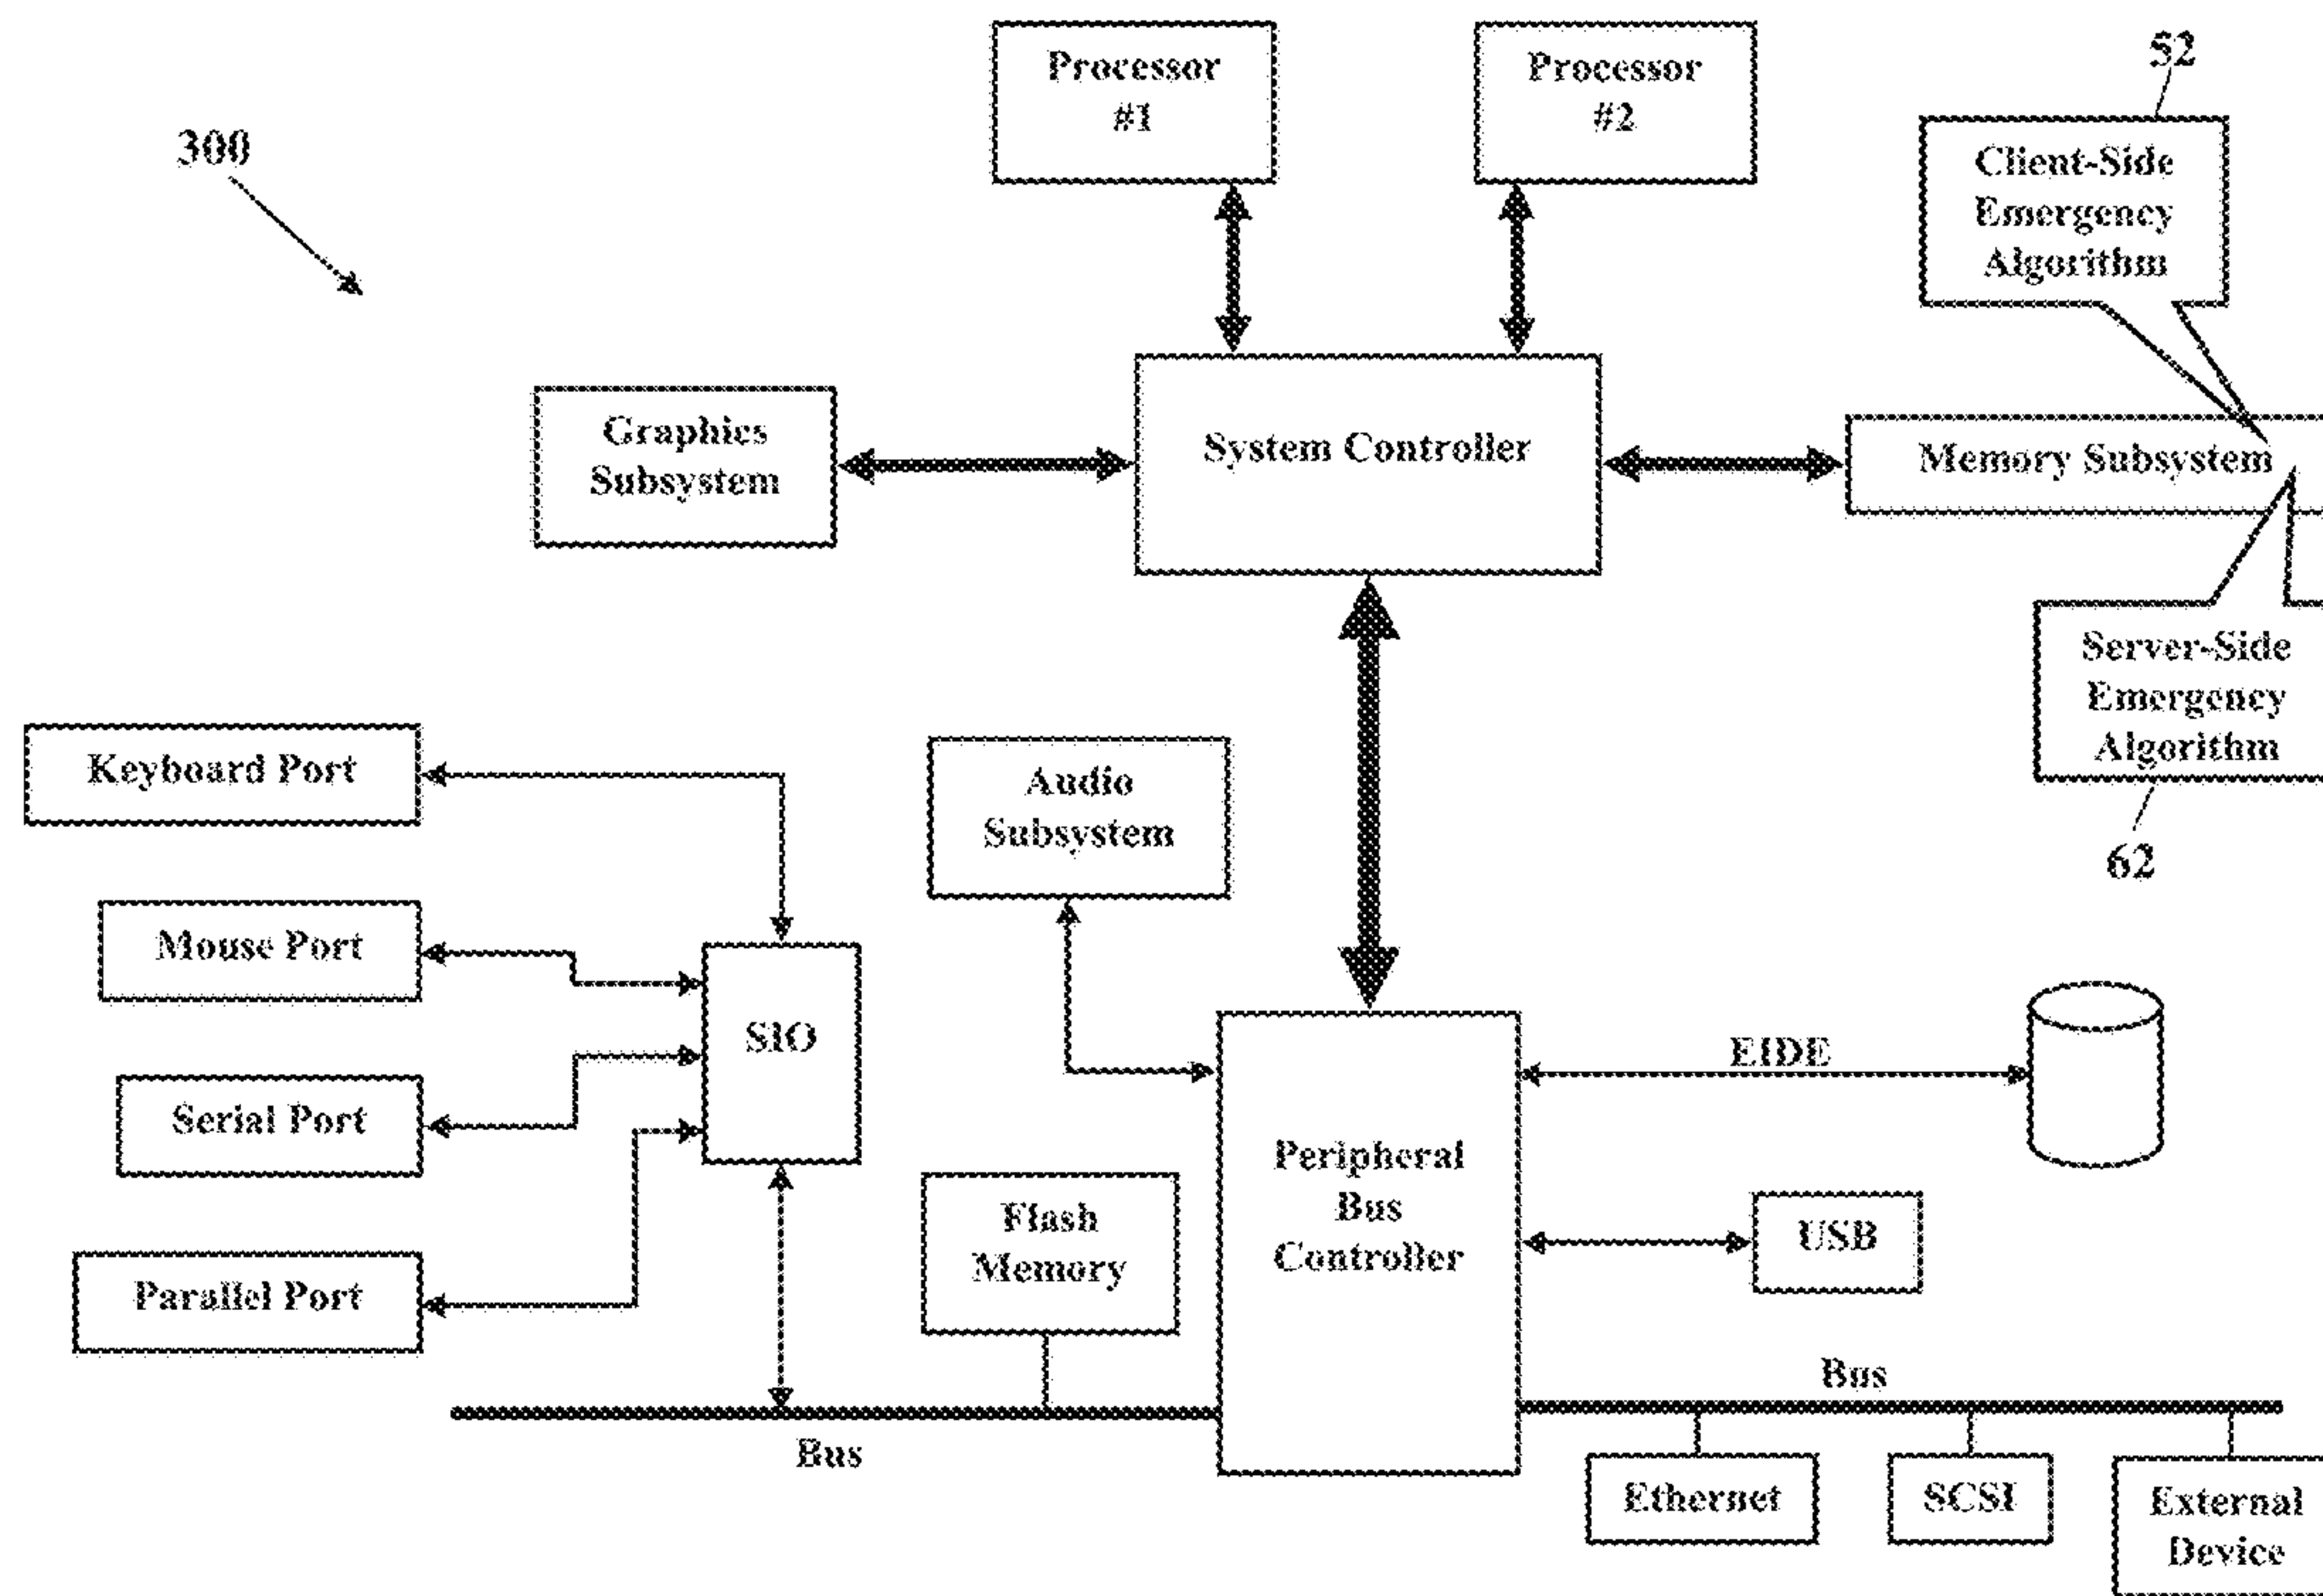 Processor
#1
Processor
#2
52
Client-Side
Emergency
Algorithm
300
Graphics
Subsystem
System Controller
Memory Subsystem
Server-Side
Emergency
Algorithm
62
Keyboard Port
Audio
Subsystem
Mouse Port
SIO
EIDE
Serial Port
Peripheral
Bus
Controller
Flash
Memory
USB
Parallel Port
Bus
Bus
Ethernet
SCSI
External
Device